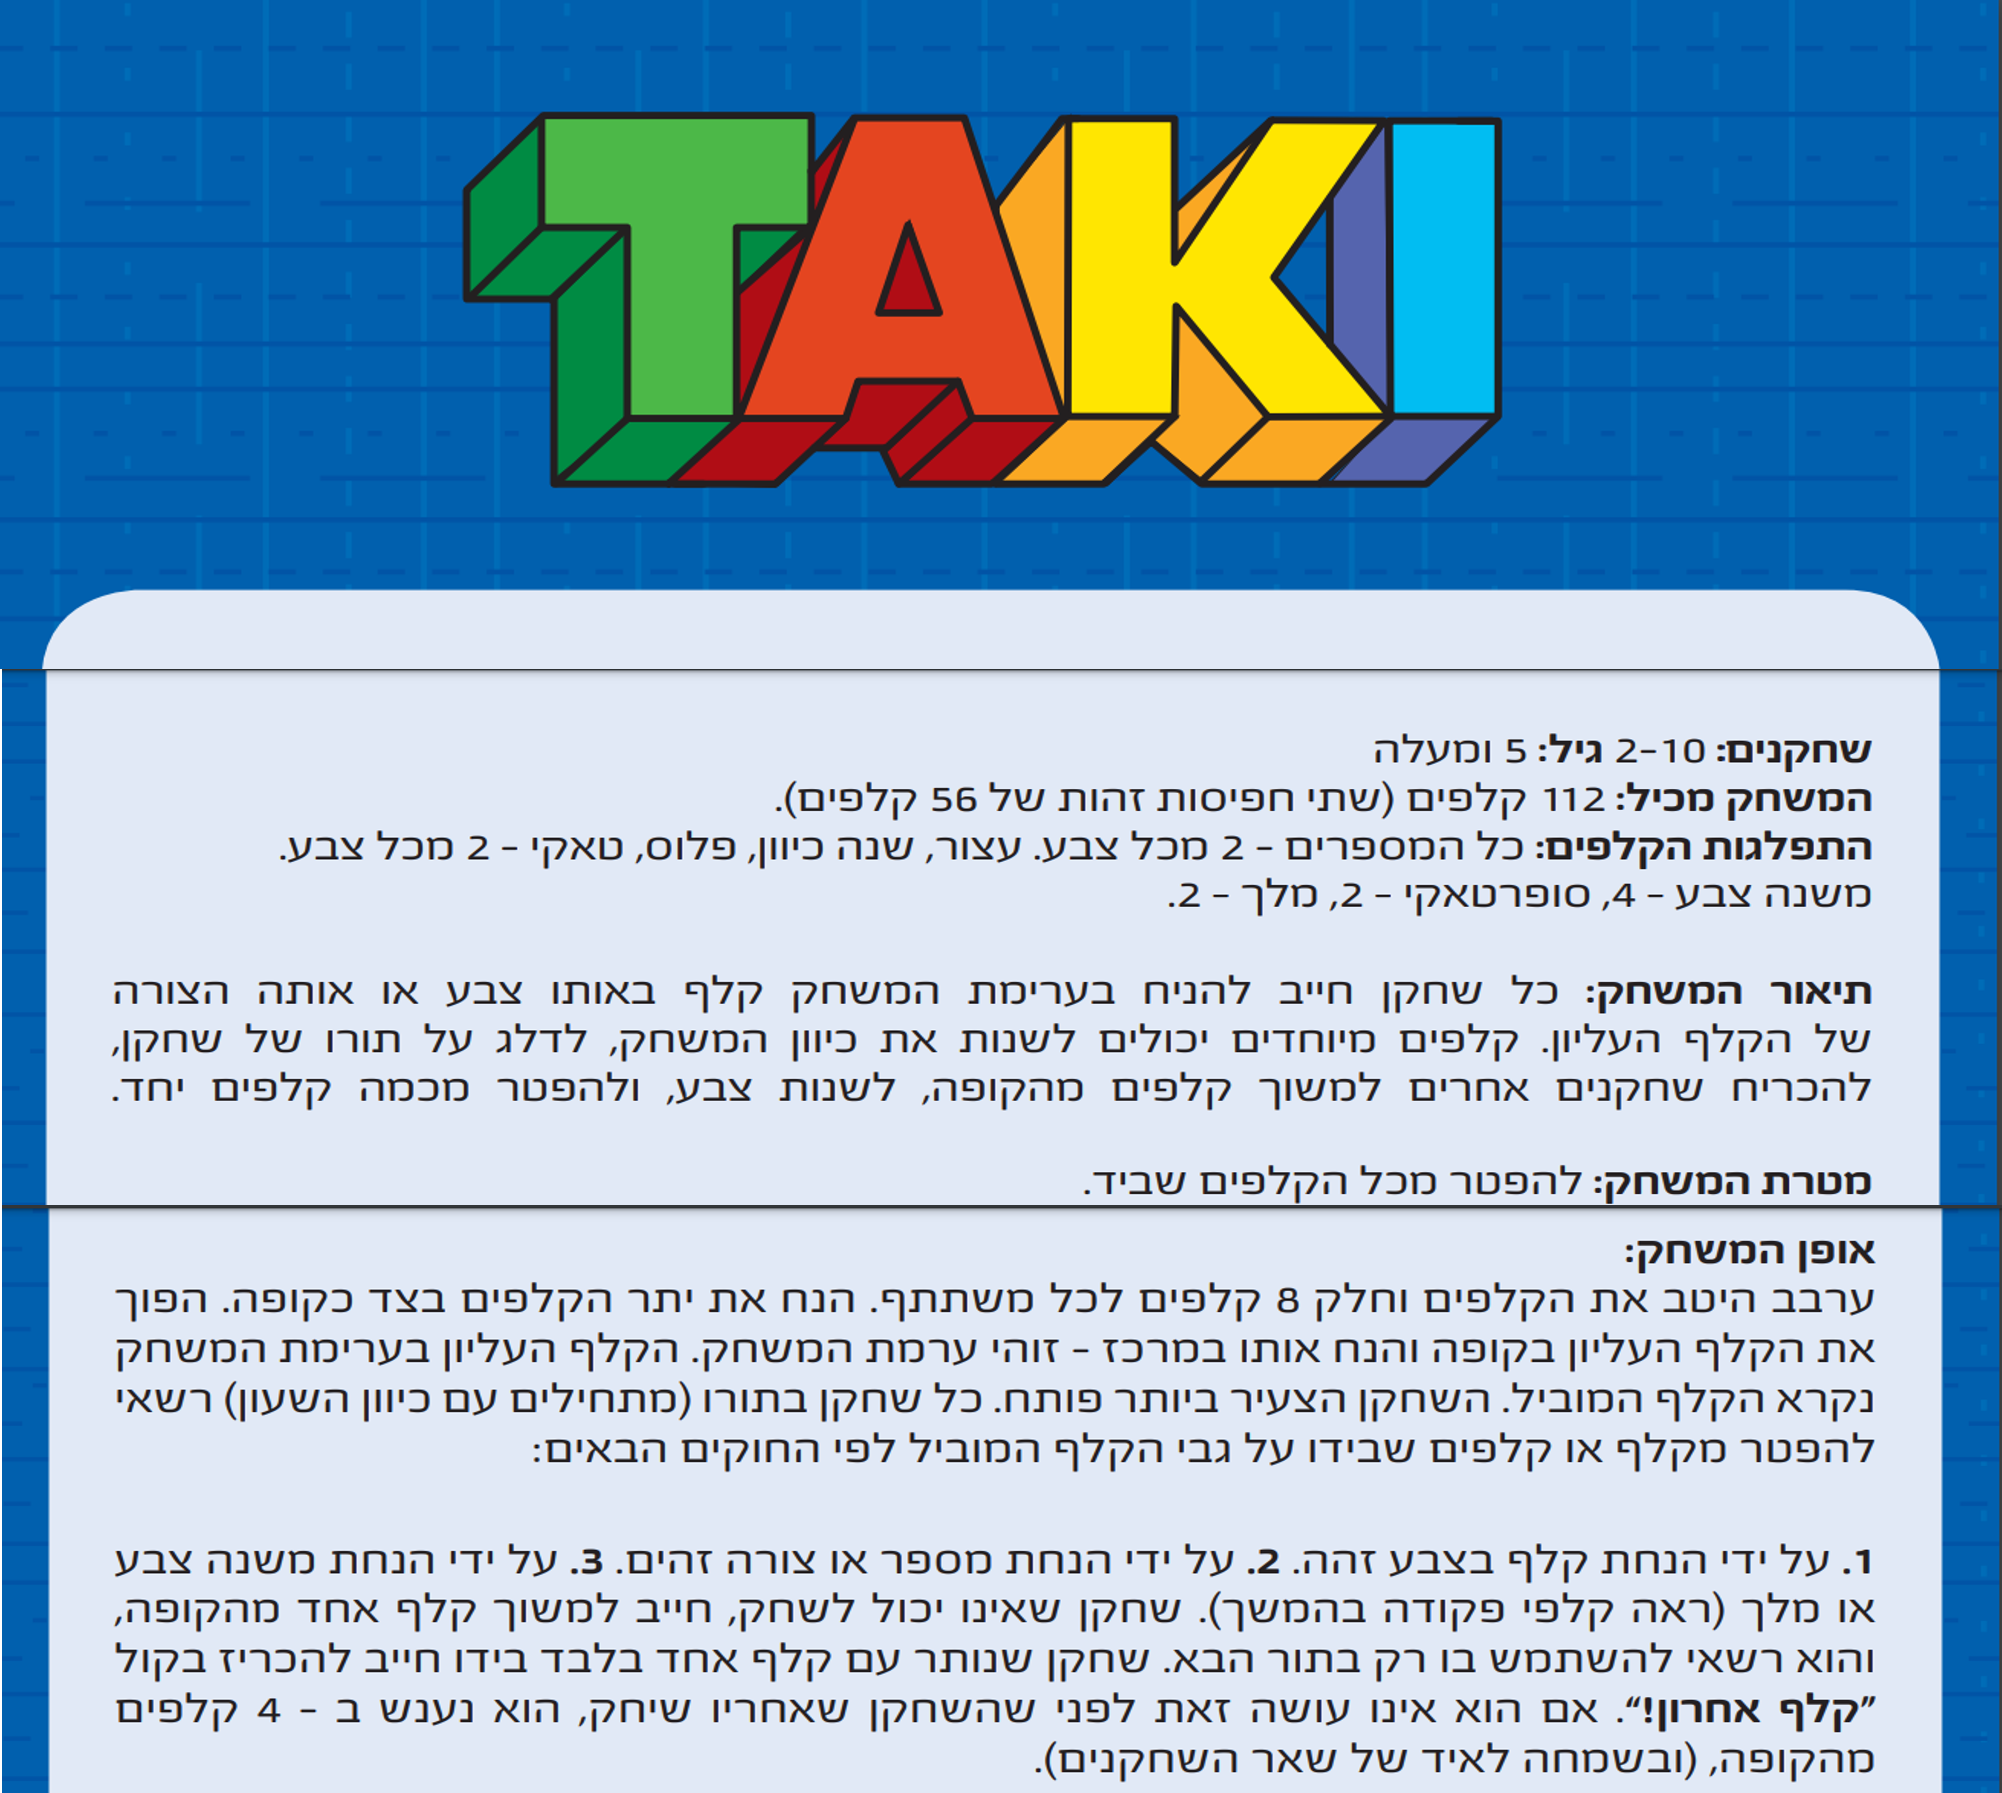 TAKI
שחקנים: 2-10 גיל: 5 ומעלה
המשחק מכיל: 112 קלפים (שתי חפיסות זהות של 56 קלפים).
התפלגות הקלפים: כל המספרים - 2 מכל צבע. עצור, שנה כיוון, פלוס, טאקי - 2 מכל צבע.
משנה צבע - 4, סופרטאקי - 2, מלך - 2.
תיאור המשחק: כל שחקן חייב להניח בערימת המשחק קלף באותו צבע או אותה הצורה
של הקלף העליון. קלפים מיוחדים יכולים לשנות את כיוון המשחק, לדלג על תורו של שחקן,
להכריח שחקנים אחרים למשוך קלפים מהקופה, לשנות צבע, ולהפטר מכמה קלפים יחד.
מטרת המשחק: להפטר מכל הקלפים שביד.
אופן המשחק:
ערבב היטב את הקלפים וחלק 8 קלפים לכל משתתף. הנח את יתר הקלפים בצד כקופה. הפוך
את הקלף העליון בקופה והנח אותו במרכז - זוהי ערמת המשחק. הקלף העליון בערימת המשחק
נקרא הקלף המוביל. השחקן הצעיר ביותר פותח. כל שחקן בתורו (מתחילים עם כיוון השעון) רשאי
להפטר מקלף או קלפים שבידו על גבי הקלף המוביל לפי החוקים הבאים:
1. על ידי הנחת קלף בצבע זהה. 2. על ידי הנחת מספר או צורה זהים. 3. על ידי הנחת משנה צבע
או מלך (ראה קלפי פקודה בהמשך). שחקן שאינו יכול לשחק, חייב למשוך קלף אחד מהקופה,
והוא רשאי להשתמש בו רק בתור הבא. שחקן שנותר עם קלף אחד בלבד בידו חייב להכריז בקול
”קלף אחרון!“. אם הוא אינו עושה זאת לפני שהשחקן שאחריו שיחק, הוא נענש ב - 4 קלפים
מהקופה, (ובשמחה לאיד של שאר השחקנים).